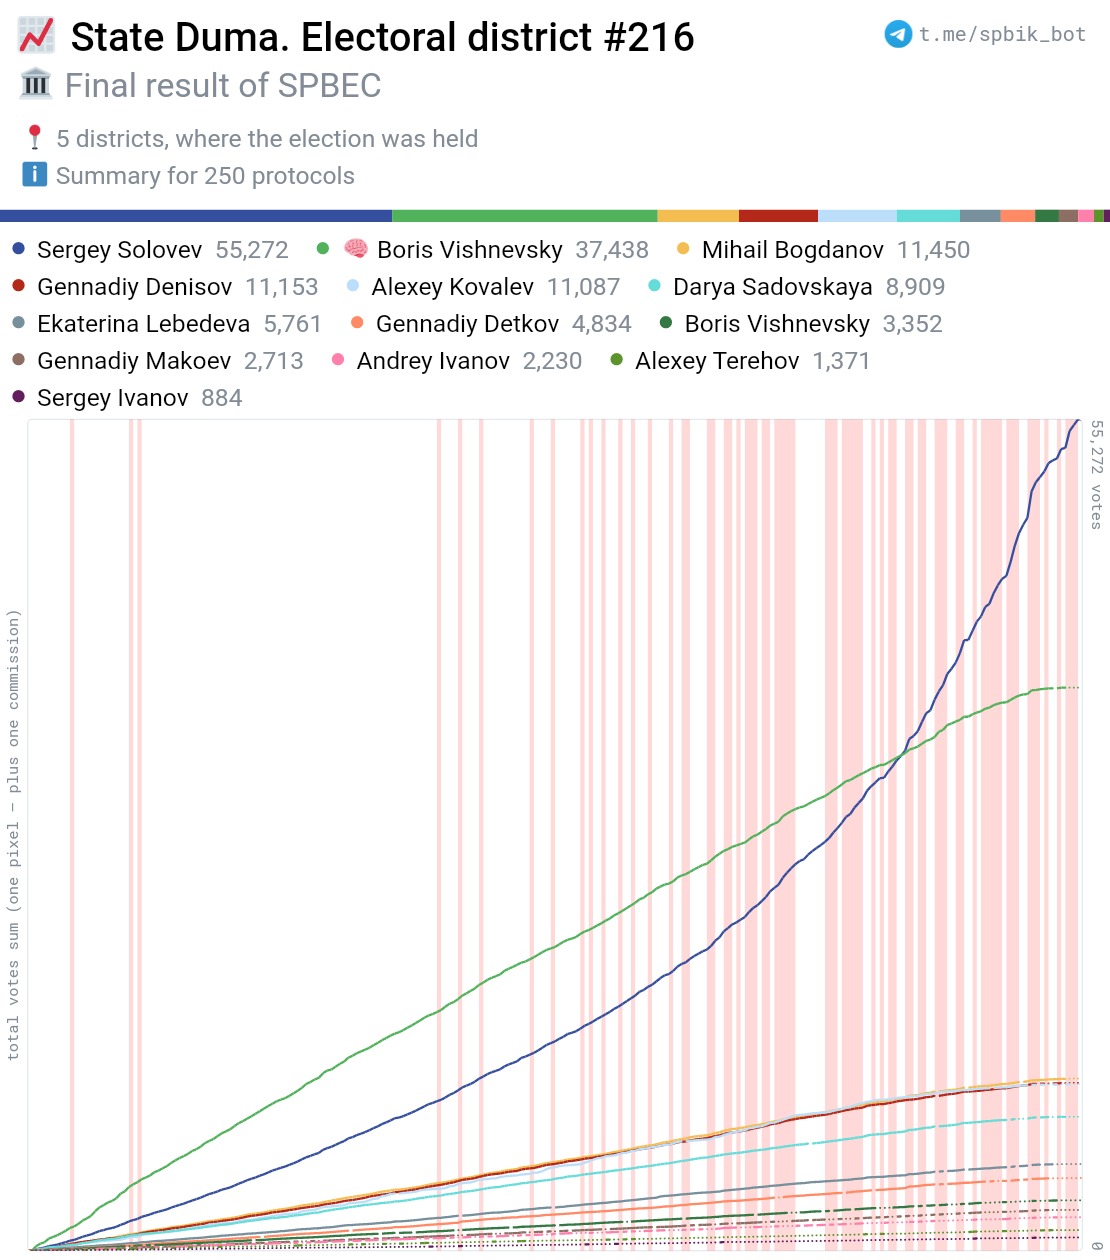 State Duma. Electoral district #216
t.me/spbik_bot
Final result of SPBEC
5 districts, where the election was held
Summary for 250 protocols
Sergey Solovev 55,272 Boris Vishnevsky 37,438 Mihail Bogdanov 11,450
Gennadiy Denisov 11,153 Alexey Kovalev 11,087 Darya Sadovskaya 8,909
Ekaterina Lebedeva 5,761 Gennadiy Detkov 4,834 Boris Vishnevsky 3,352
Gennadiy Makoev 2,713 Andrey Ivanov 2,230 Alexey Terehov 1,371
Sergey Ivanov 884
55,272 votes
total votes sum (one pixel – plus one commission)
0